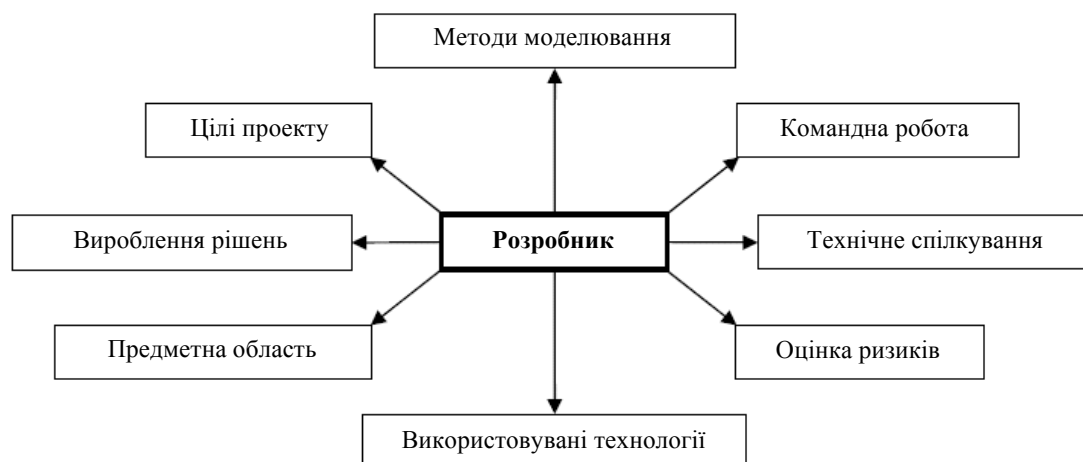 Методи моделювання
Цілі проекту
Командна робота
Вироблення рішень
Розробник
Технічне спілкування
Предметна область
Оцінка ризиків
Використовувані технології